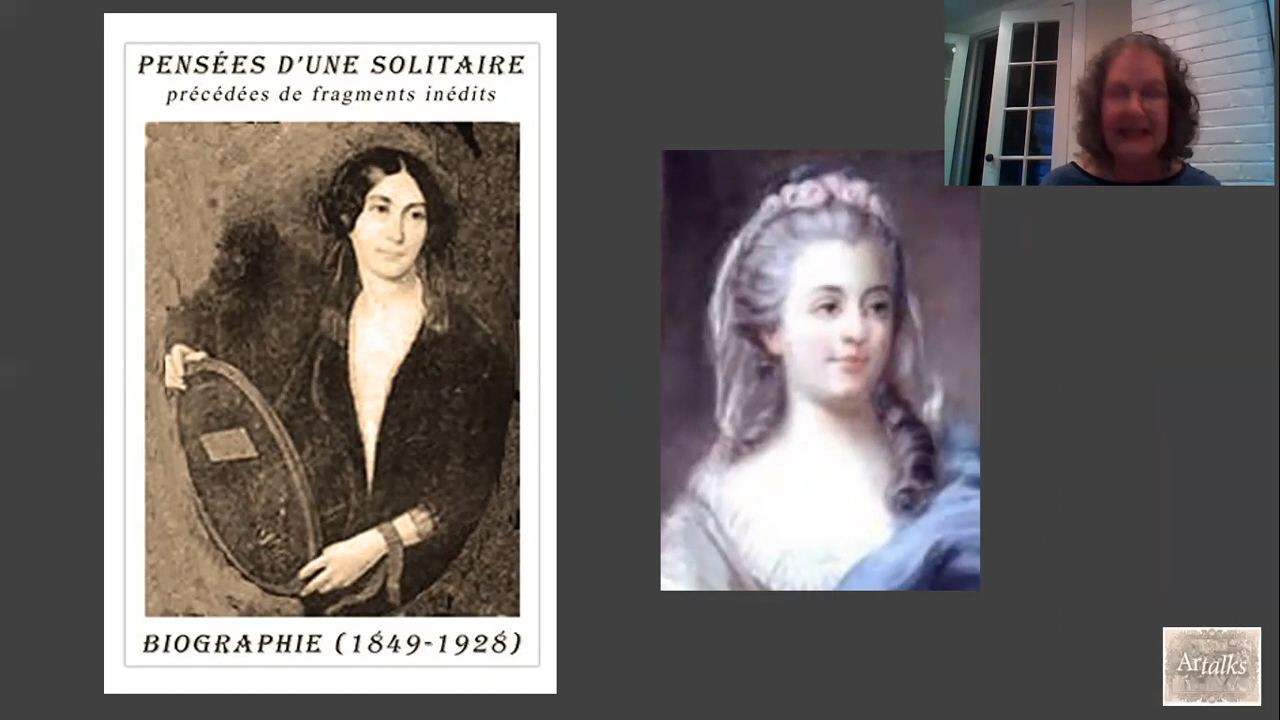 PENSÉES D'UNE SOLITAIRE
précédées de fragments inédits
BIOGRAPHIE (1849-1928)
Artalks